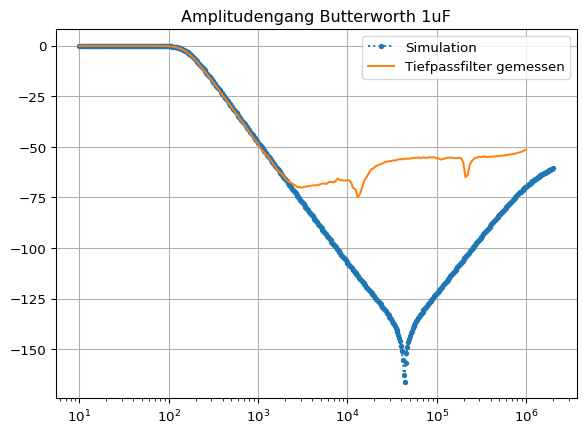 Amplitudengang Butterworth 1uF
Simulation
Tiefpassfilter gemessen
0
−25
−50
−75
−100
−125
−150
10¹ 10² 10³ 10⁴ 10⁵ 10⁶